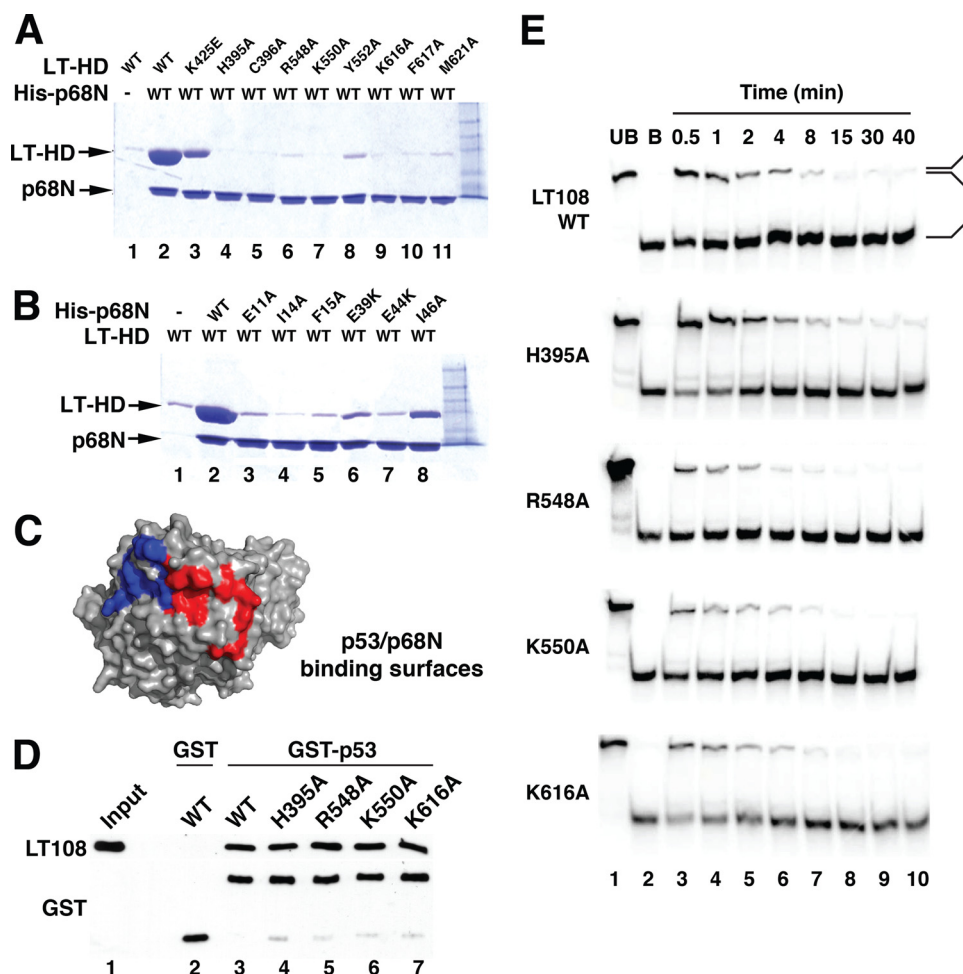 A
LT-HD WT WT K425E H395A C396A R548A K550A Y552A K616A F617A M621A
His-p68N - WT WT WT WT WT WT WT WT WT WT
LT-HD
p68N
1 2 3 4 5 6 7 8 9 10 11
B
His-p68N - WT E11A I14A F15A E39K E44K I46A
LT-HD WT WT WT WT WT WT WT WT
LT-HD
p68N
1 2 3 4 5 6 7 8
C
p53/p68N
binding surfaces
D
GST GST-p53
Input WT WT H395A R548A K550A K616A
LT108
GST
1 2 3 4 5 6 7
E
Time (min)
UB B 0.5 1 2 4 8 15 30 40
LT108
WT
H395A
R548A
K550A
K616A
1 2 3 4 5 6 7 8 9 10